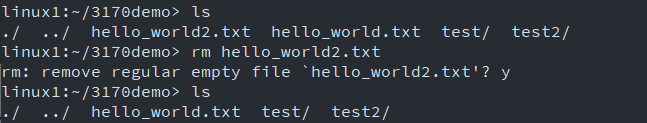 linux1:~/3170demo> ls
./  ../  hello_world2.txt  hello_world.txt  test/  test2/
linux1:~/3170demo> rm hello_world2.txt
rm: remove regular empty file `hello_world2.txt'? y
linux1:~/3170demo> ls
./  ../  hello_world.txt  test/  test2/